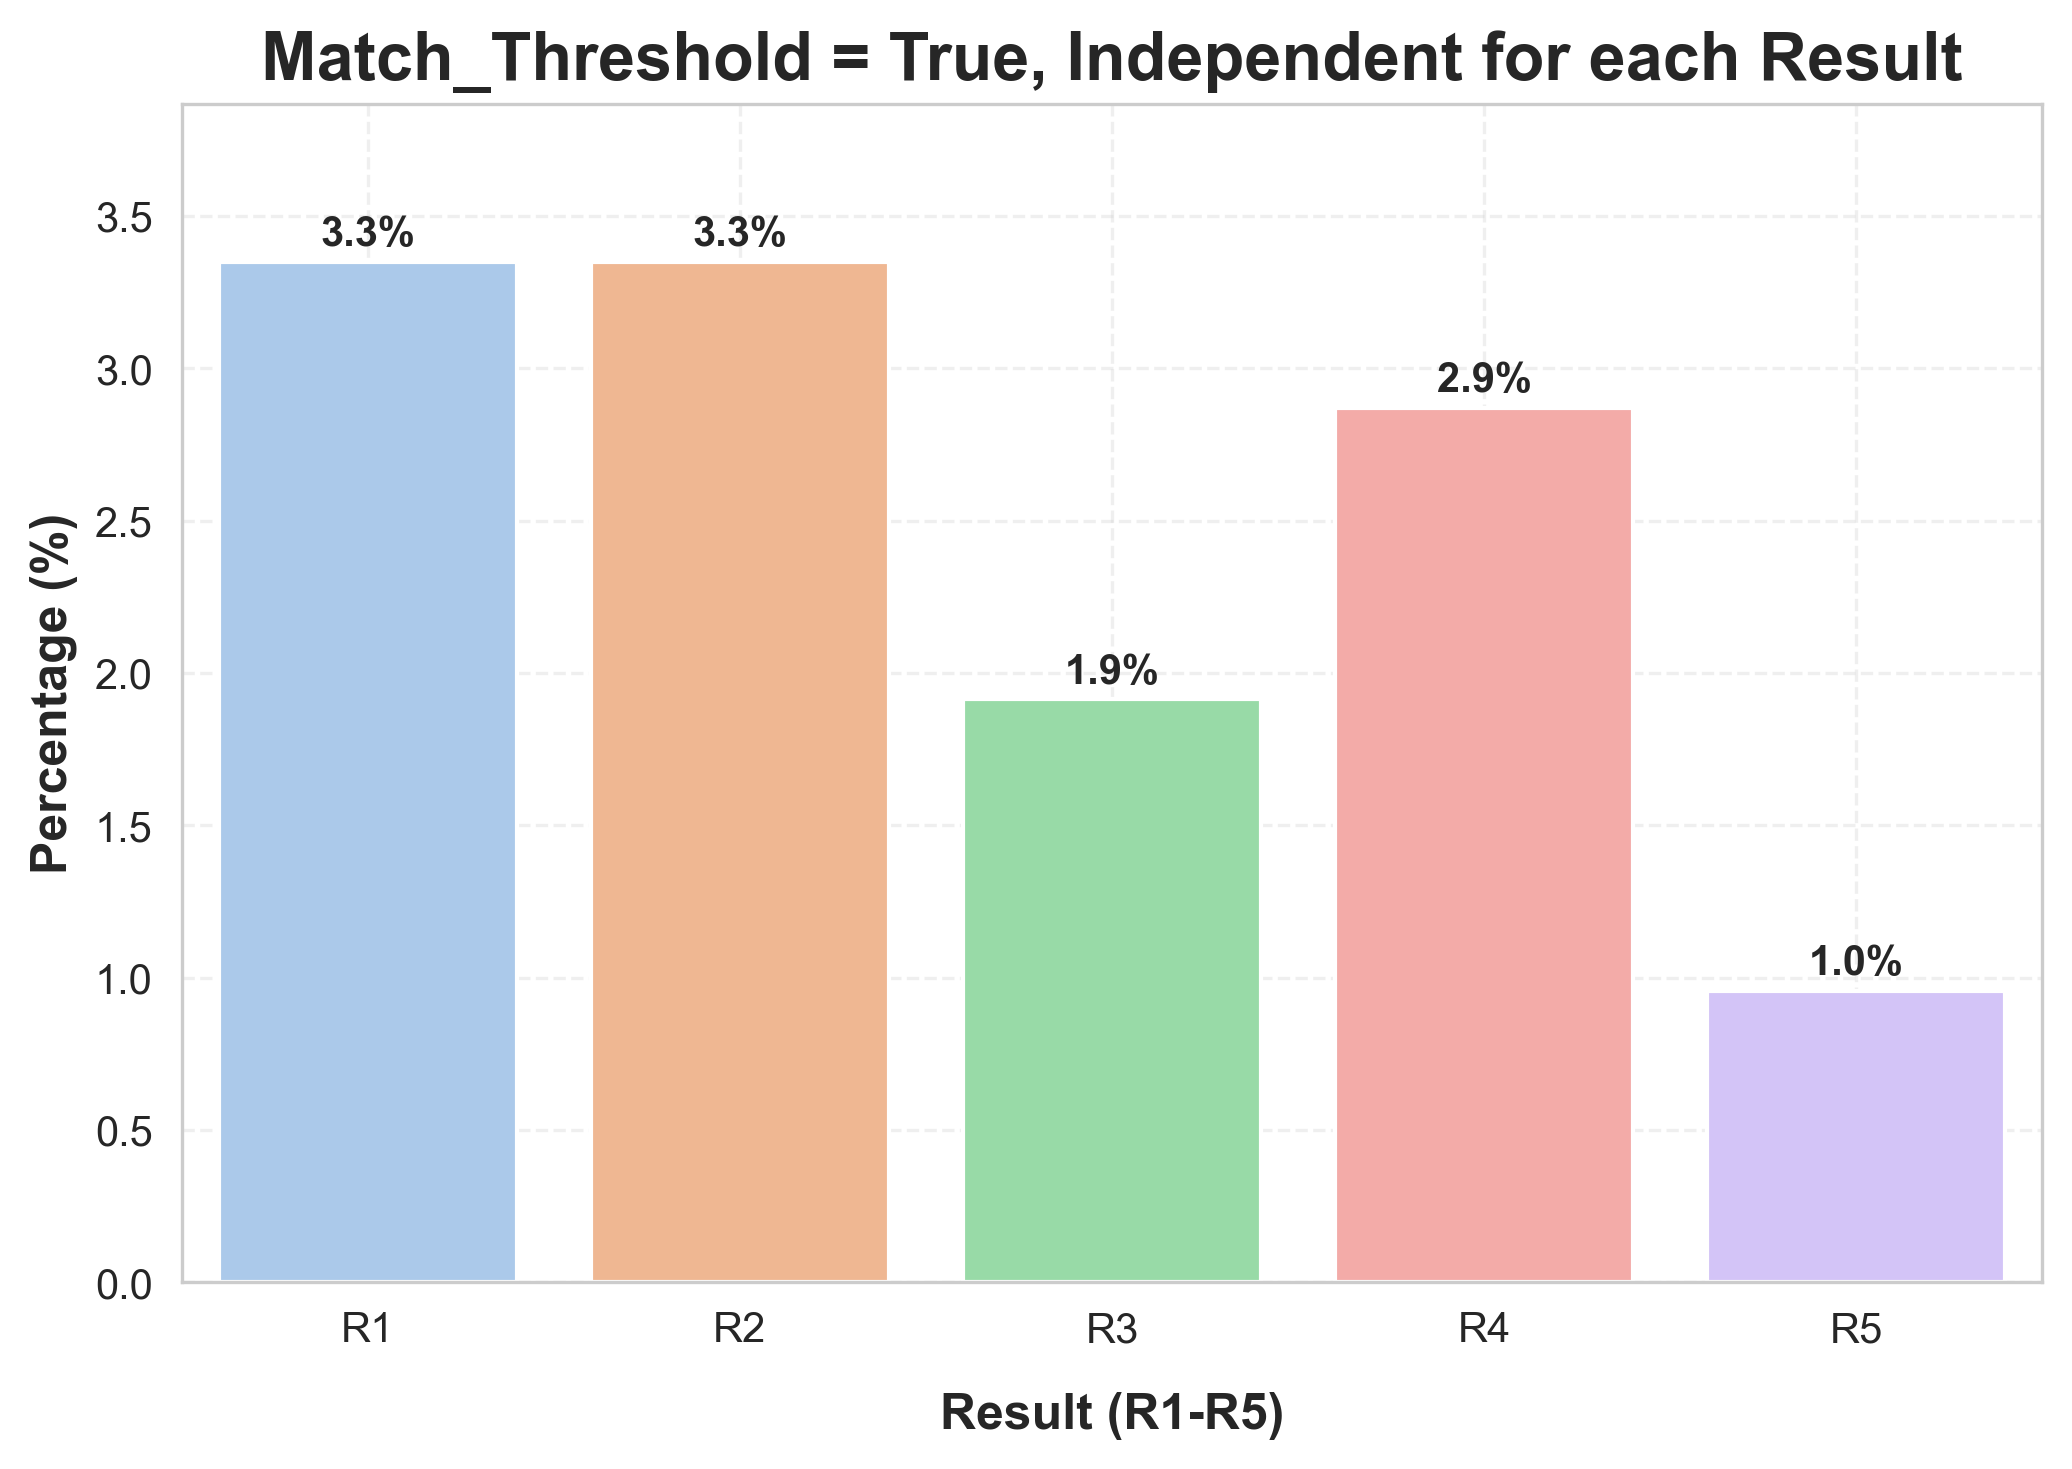 Match_Threshold = True, Independent for each Result
Percentage (%)
3.5
3.0
2.5
2.0
1.5
1.0
0.5
0.0
3.3%
3.3%
1.9%
2.9%
1.0%
R1
R2
R3
R4
R5
Result (R1-R5)